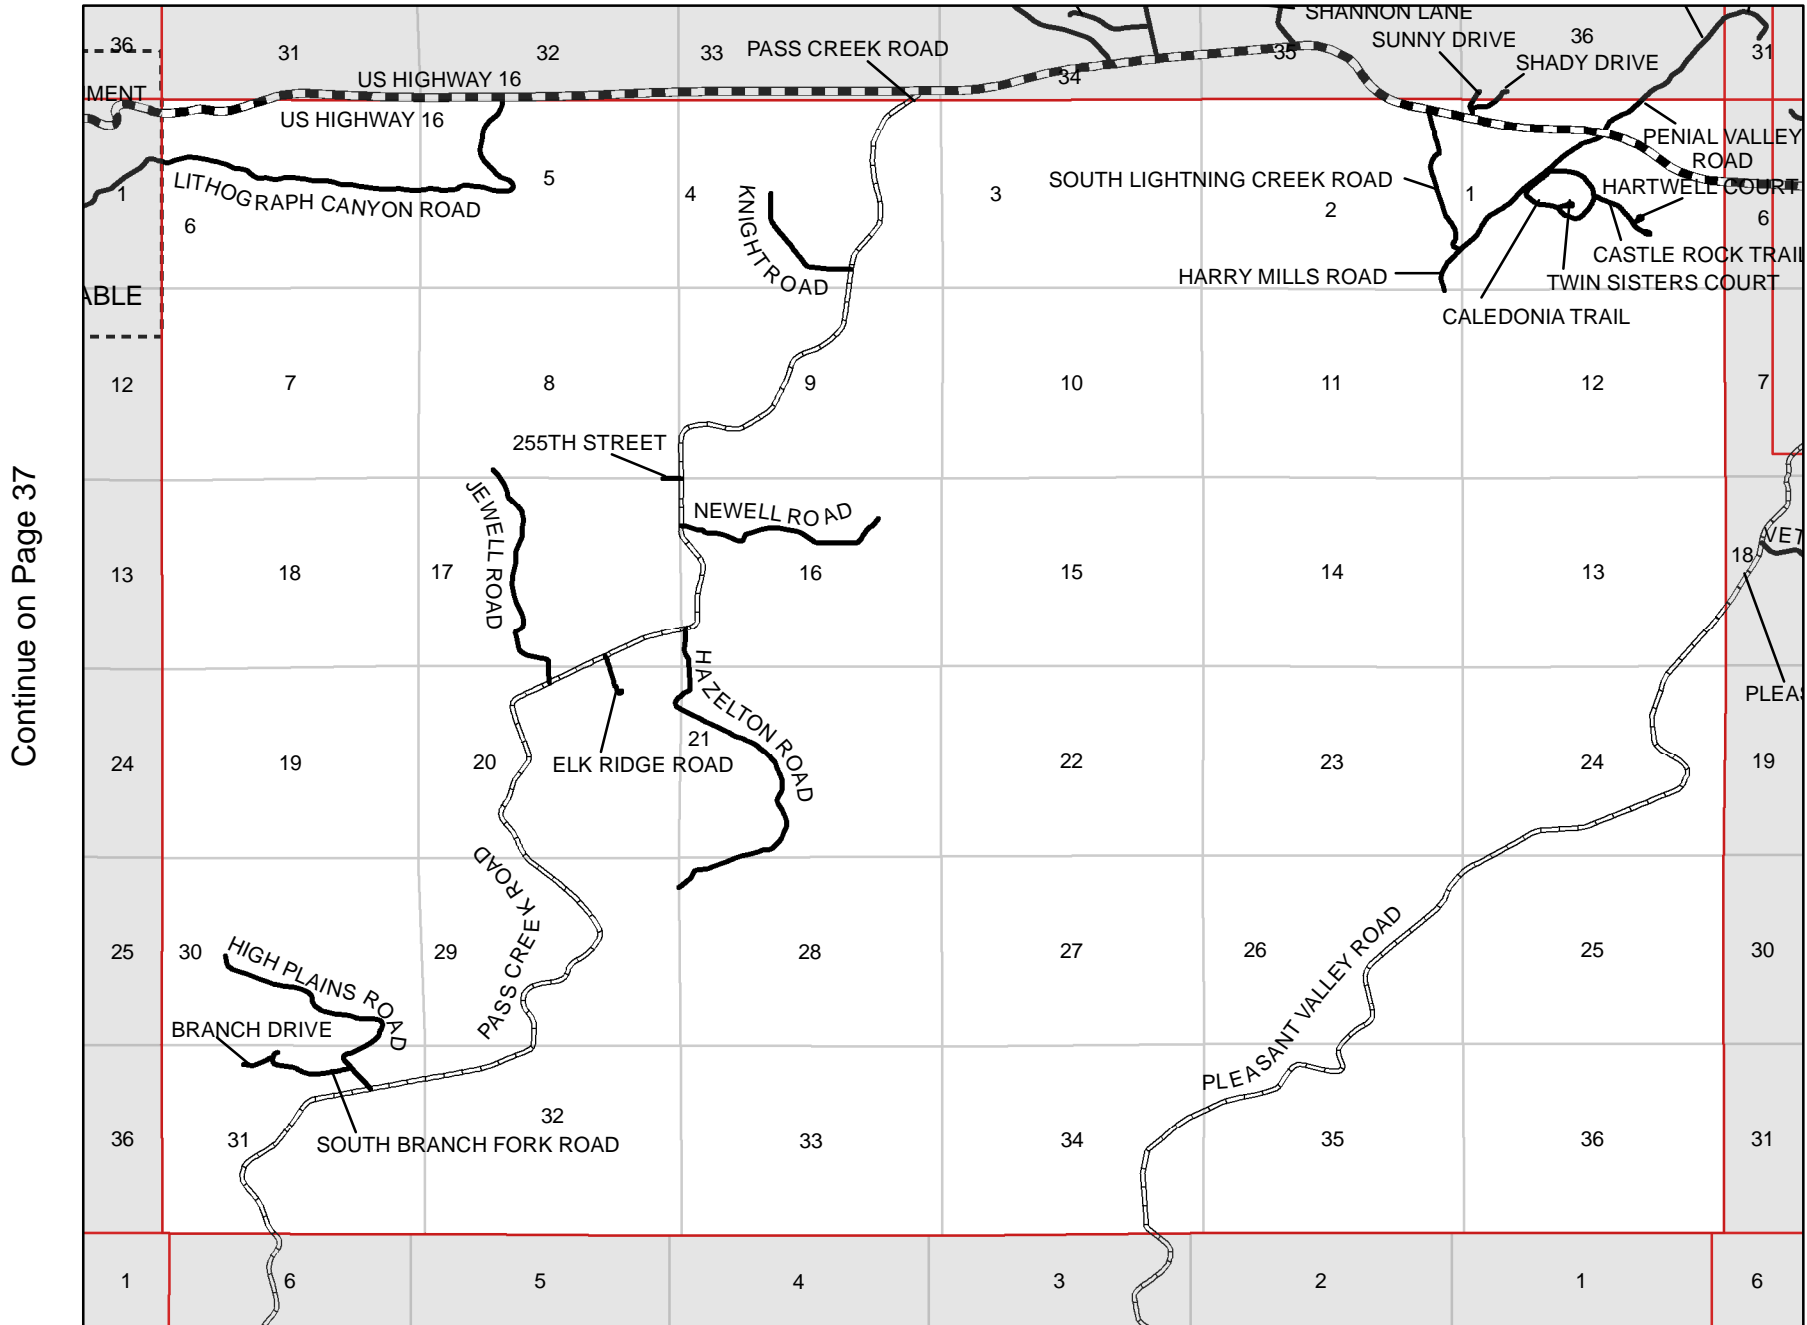 SHANNON LANE
36
SUNNY DRIVE
36
31
32
33
PASS CREEK ROAD
35
SHADY DRIVE
31
US HIGHWAY 16
34
MENT
US HIGHWAY 16
PENIAL VALLEY
ROAD
1
LITHOGRAPH CANYON ROAD
5
4
KNIGHT ROAD
3
SOUTH LIGHTNING CREEK ROAD
2
1
HARTWELL COURT
6
6
CASTLE ROCK TRAIL
HARRY MILLS ROAD
TWIN SISTERS COURT
ABLE
CALEDONIA TRAIL
12
7
8
9
10
11
12
7
255TH STREET
Continue on Page 37
JEWELL ROAD
NEWELL ROAD
VET
13
18
17
16
15
14
13
18
HAZELTON ROAD
PLEAS
21
24
19
20
ELK RIDGE ROAD
22
23
24
19
PASS CREEK ROAD
25
30
HIGH PLAINS ROAD
29
28
27
26
25
30
PLEASANT VALLEY ROAD
BRANCH DRIVE
32
36
31
SOUTH BRANCH FORK ROAD
33
34
35
36
31
1
6
5
4
3
2
1
6